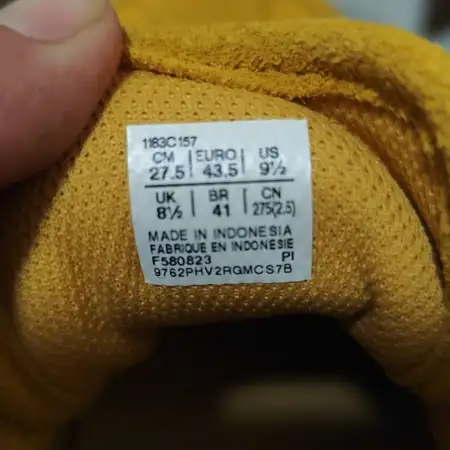 1183C157
CM EURO US
27.5 43.5 9½
UK BR CN
8½ 41 275(2.5)
MADE IN INDONESIA
FABRIQUE EN INDONESIE
F580823 PI
9762PHV2RGMCS7B